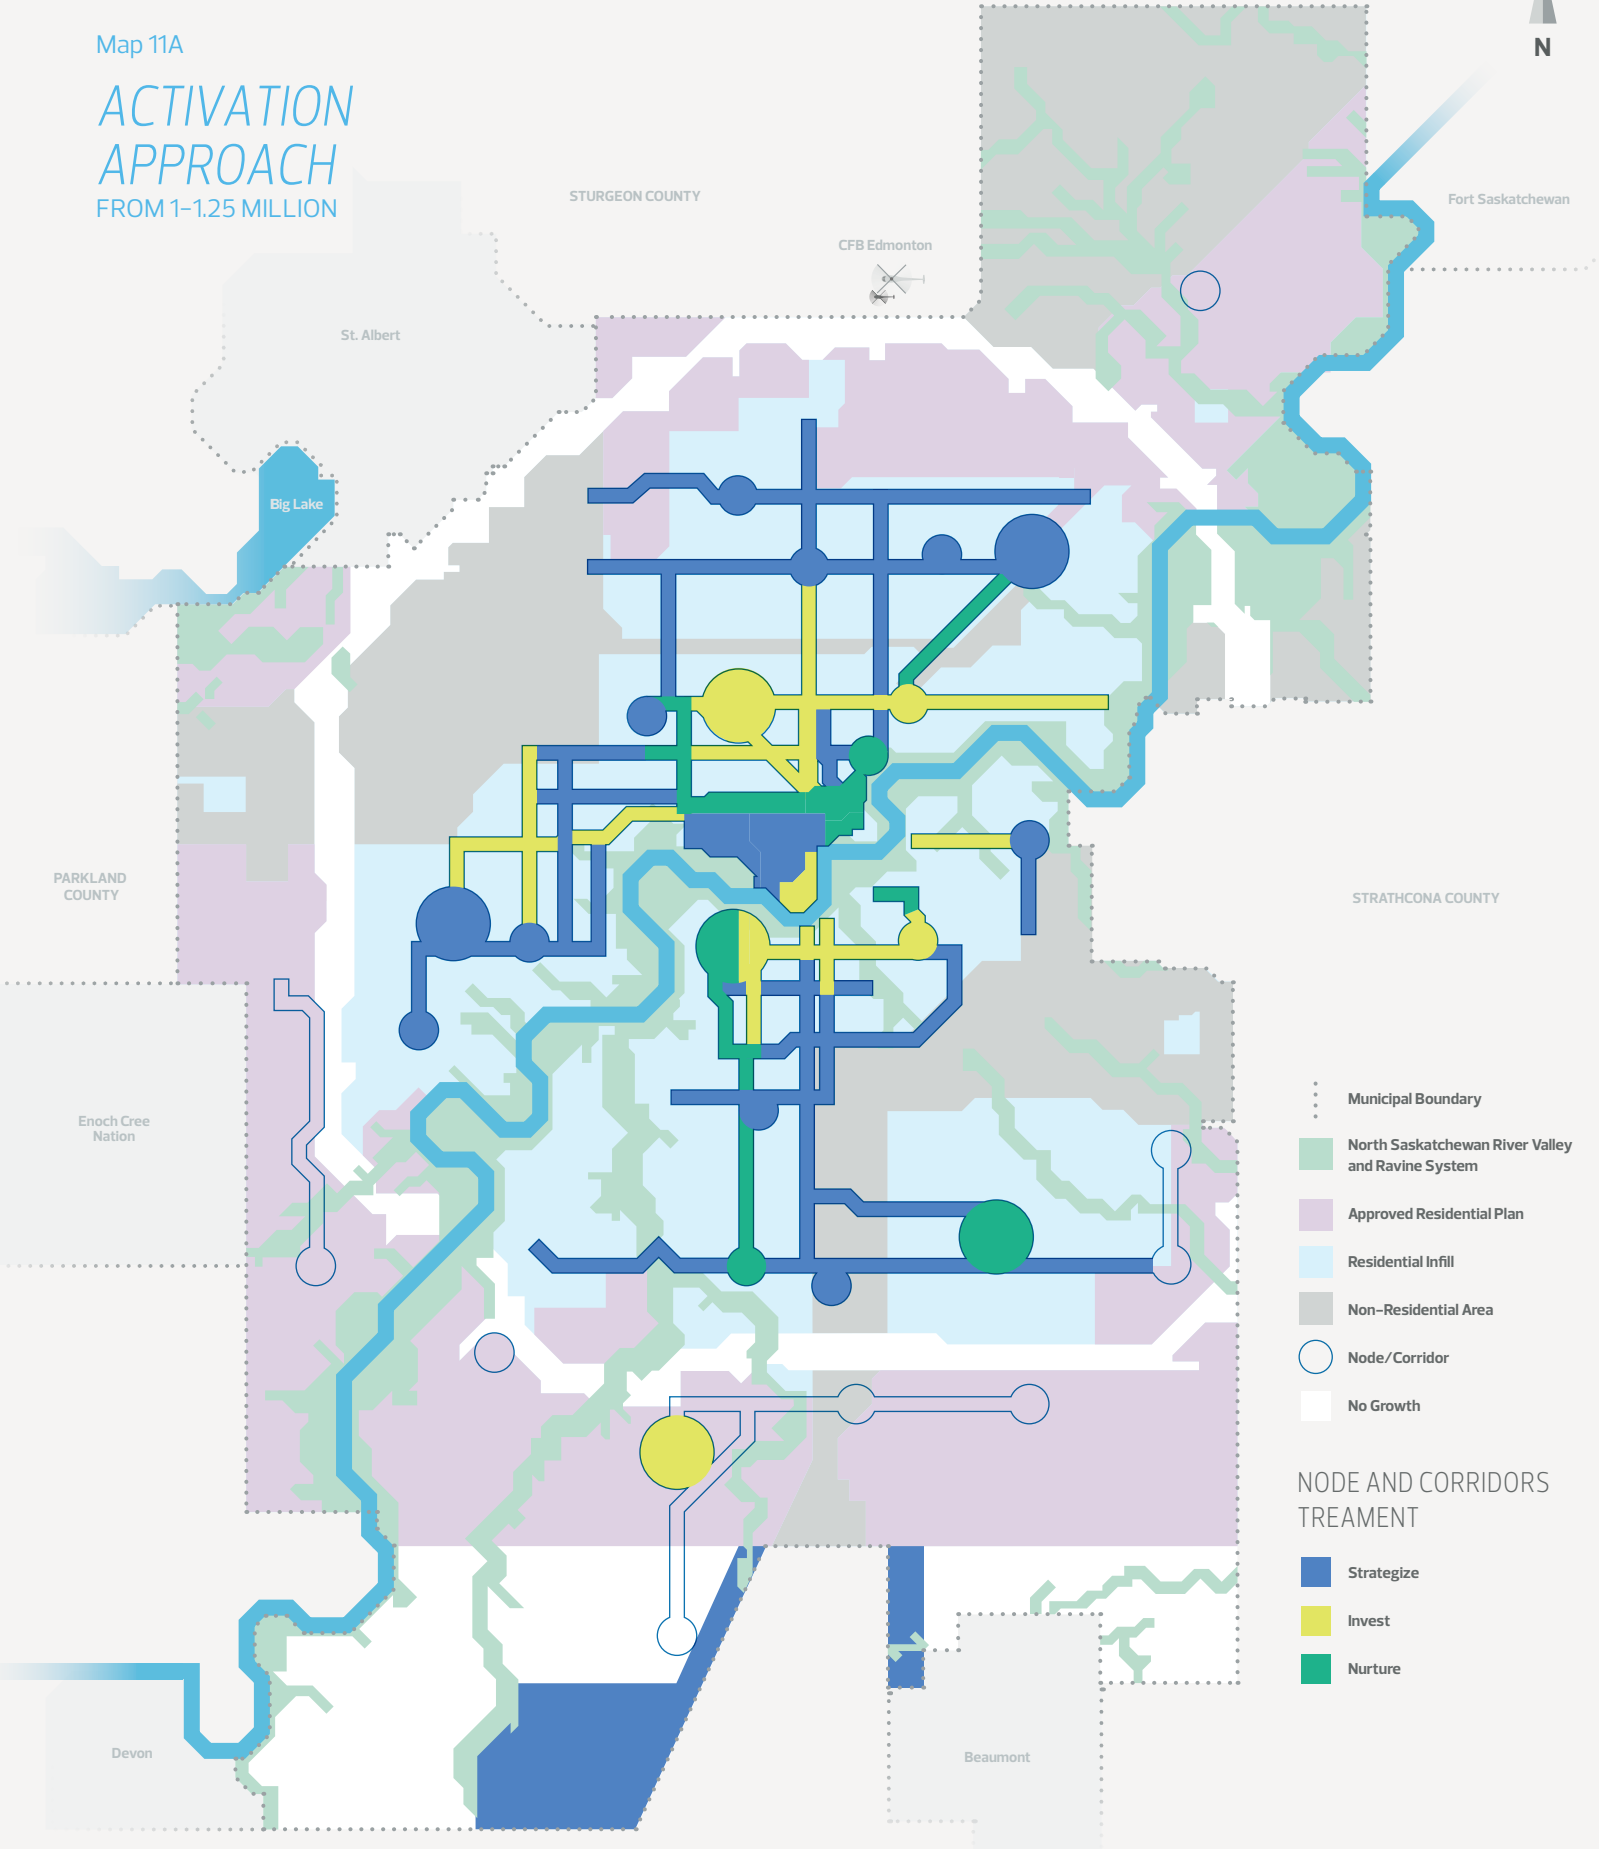 Map 11A
ACTIVATION
APPROACH
FROM 1–1.25 MILLION
N
STURGEON COUNTY
Fort Saskatchewan
CFB Edmonton
St. Albert
Big Lake
PARKLAND
COUNTY
STRATHCONA COUNTY
Enoch Cree
Nation
Municipal Boundary
North Saskatchewan River Valley
and Ravine System
Approved Residential Plan
Residential Infill
Non-Residential Area
Node/Corridor
No Growth
NODE AND CORRIDORS
TREAMENT
Strategize
Invest
Nurture
Devon
Beaumont